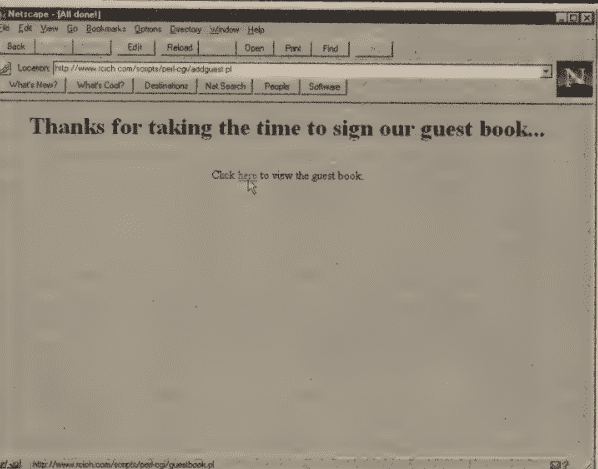 Netscape - [All done!]
File Edit View Go Bookmarks Options Directory Window Help
Back Edit Reload Open Print Find
Location: http://www.rciph.com/scripts/perl-cgi/addguest.pl
N
What's New? What's Cool? Destinations Net Search People Software
Thanks for taking the time to sign our guest book...
Click here to view the guest book.
http://www.rciph.com/scripts/perl-cgi/guestbook.pl